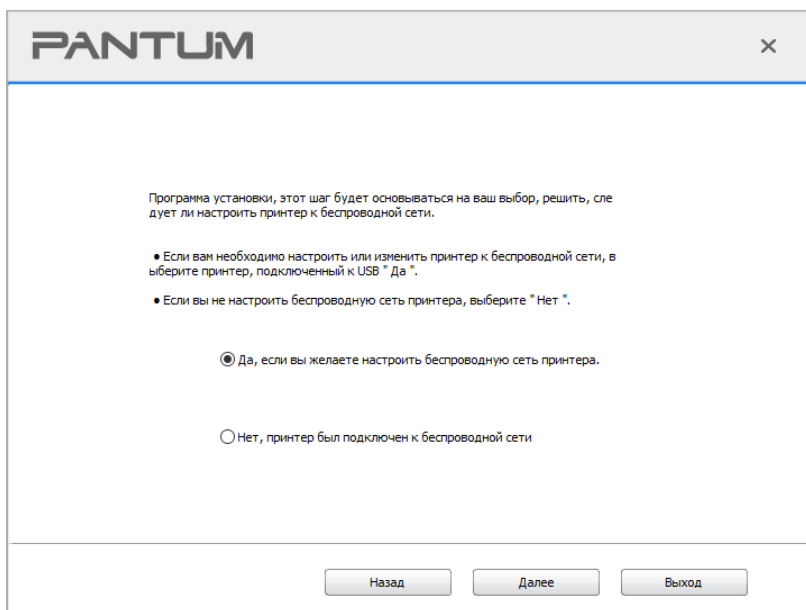 PANTUM
Программа установки, этот шаг будет основываться на ваш выбор, решить, сле
дует ли настроить принтер к беспроводной сети.
● Если вам необходимо настроить или изменить принтер к беспроводной сети, в
ыберите принтер, подключенный к USB " Да ".
● Если вы не настроить беспроводную сеть принтера, выберите " Нет ".
Да, если вы желаете настроить беспроводную сеть принтера.
Нет, принтер был подключен к беспроводной сети
Назад Далее Выход